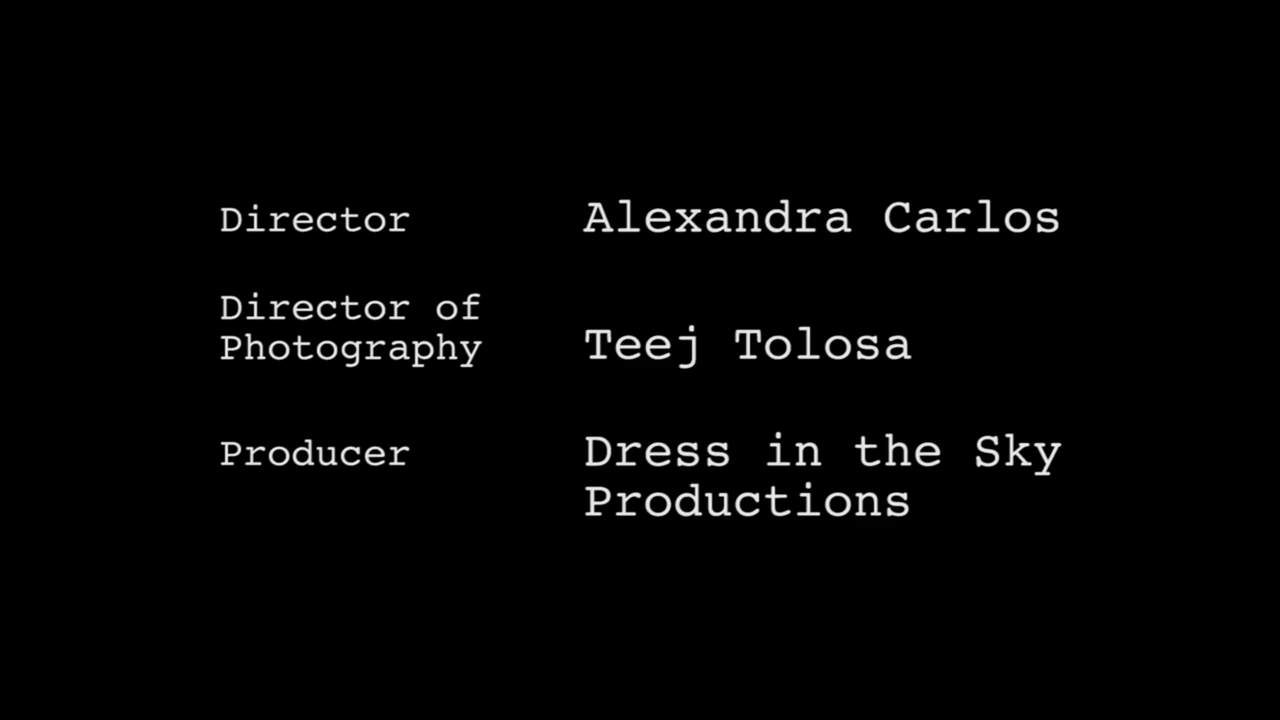 Director Alexandra Carlos
Director of
Photography Teej Tolosa
Producer Dress in the Sky
Productions